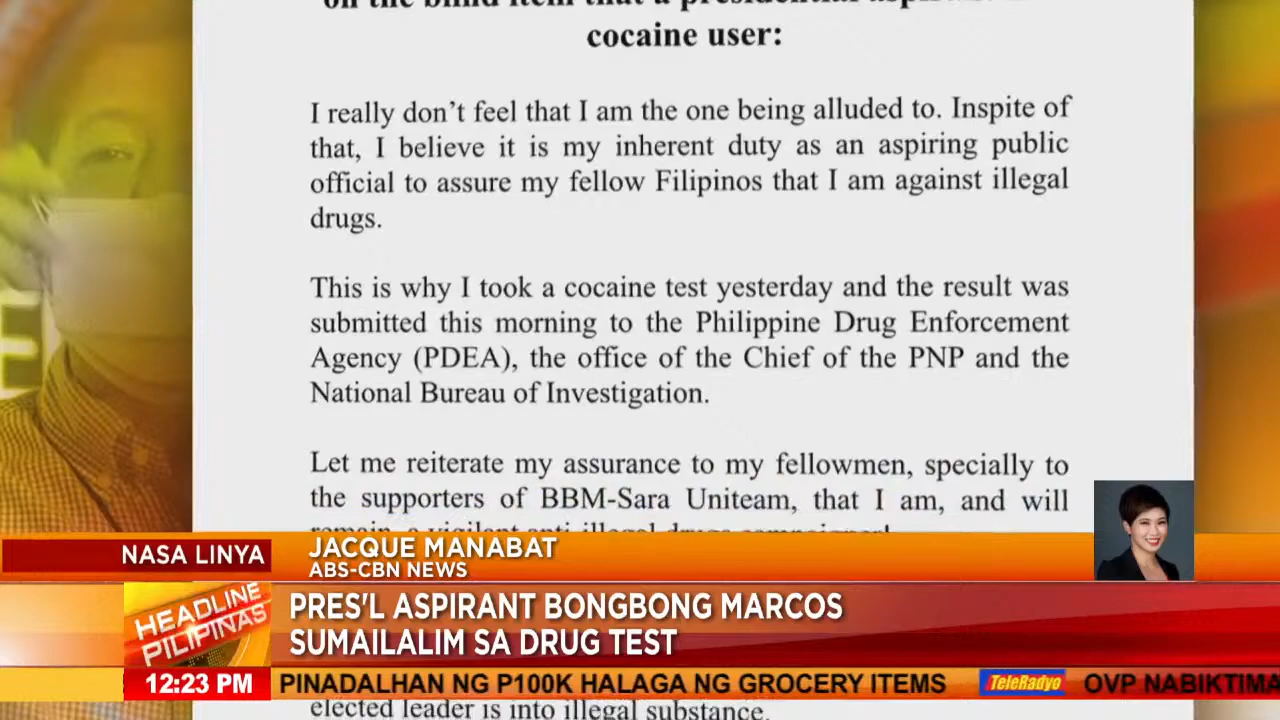 cocaine user:
I really don't feel that I am the one being alluded to. Inspite of
that, I believe it is my inherent duty as an aspiring public
official to assure my fellow Filipinos that I am against illegal
drugs.
This is why I took a cocaine test yesterday and the result was
submitted this morning to the Philippine Drug Enforcement
Agency (PDEA), the office of the Chief of the PNP and the
National Bureau of Investigation.
Let me reiterate my assurance to my fellowmen, specially to
the supporters of BBM-Sara Uniteam, that I am, and will
NASA LINYA
JACQUE MANABAT
ABS-CBN NEWS
HEADLINE
PILIPINAS
PRES'L ASPIRANT BONGBONG MARCOS
SUMAILALIM SA DRUG TEST
12:23 PM
PINADALHAN NG P100K HALAGA NG GROCERY ITEMS TeleRadyo OVP NABIKTIMA
elected leader is into illegal substance.